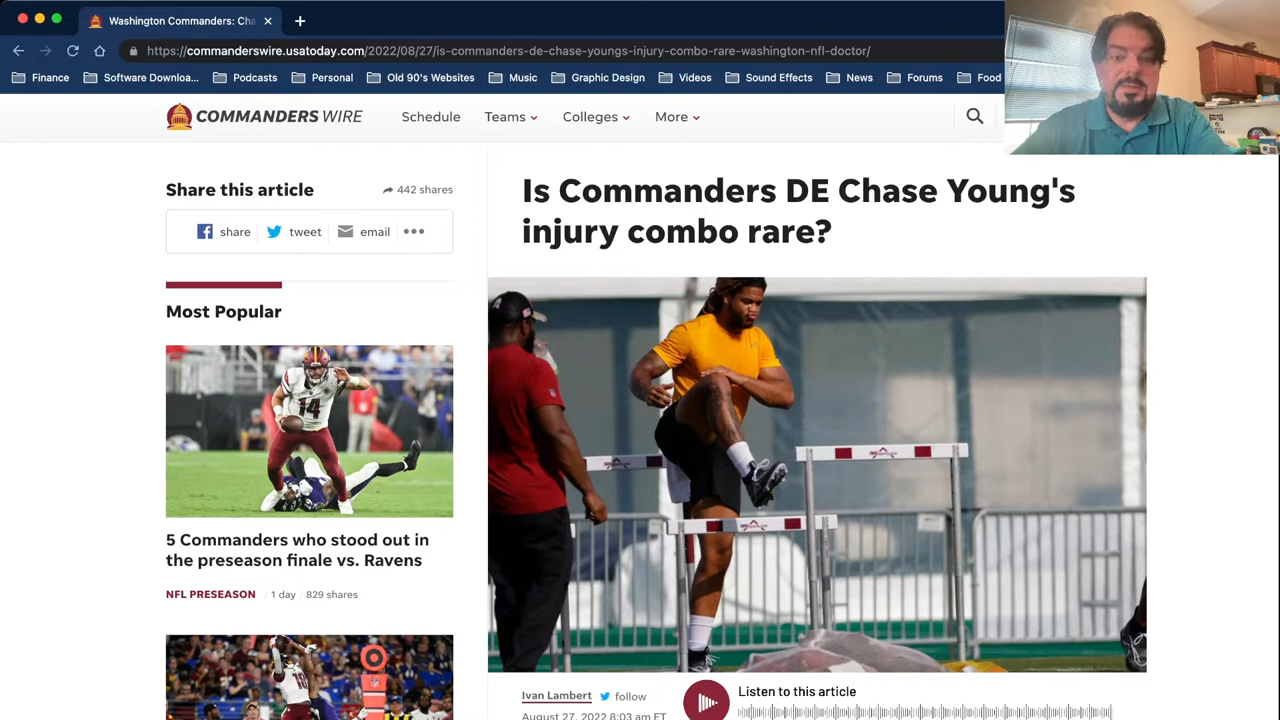 Washington Commanders: Cha
https://commanderswire.usatoday.com/2022/08/27/is-commanders-de-chase-youngs-injury-combo-rare-washington-nfl-doctor/
Finance Software Downloa... Podcasts Personal Old 90's Websites Music Graphic Design Videos Sound Effects News Forums Food
COMMANDERS WIRE Schedule Teams Colleges More
Share this article 442 shares
share tweet email
Most Popular
14
5 Commanders who stood out in
the preseason finale vs. Ravens
NFL PRESEASON 1 day 829 shares
Is Commanders DE Chase Young's
injury combo rare?
Ivan Lambert follow
August 27, 2022 8:03 am ET
Listen to this article